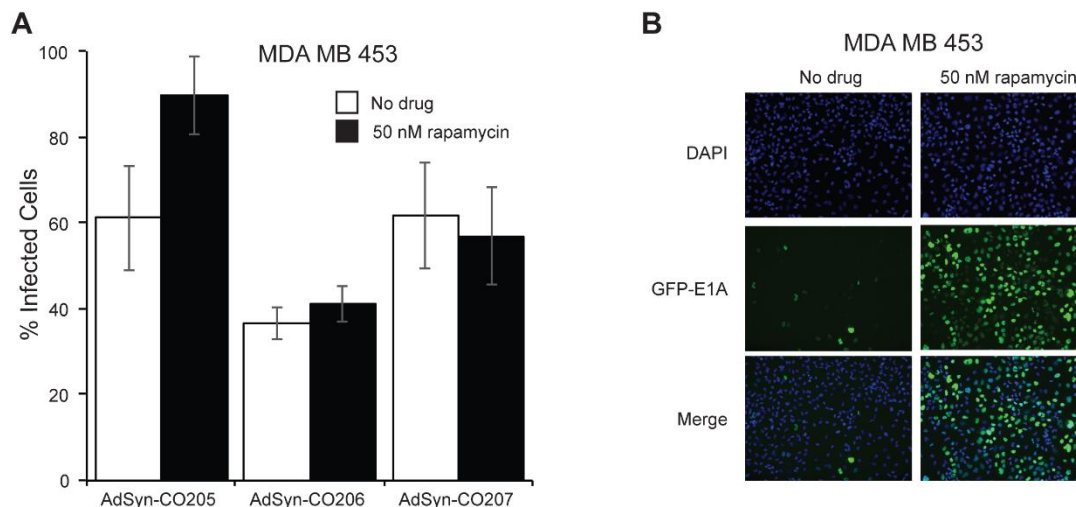 A
MDA MB 453
No drug
50 nM rapamycin
% Infected Cells
100
80
60
40
20
0
AdSyn-CO205
AdSyn-CO206
AdSyn-CO207
B
MDA MB 453
No drug
50 nM rapamycin
DAPI
GFP-E1A
Merge